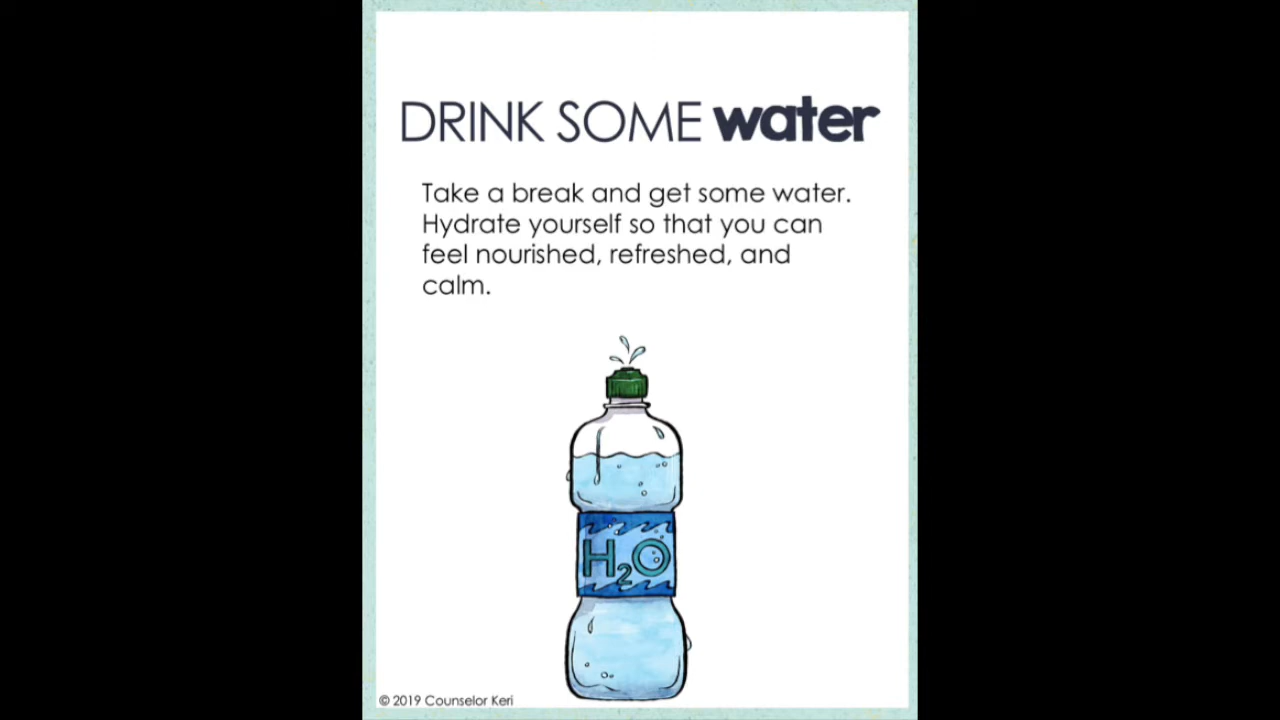 DRINK SOME water
Take a break and get some water.
Hydrate yourself so that you can
feel nourished, refreshed, and
calm.
H₂O
© 2019 Counselor Keri